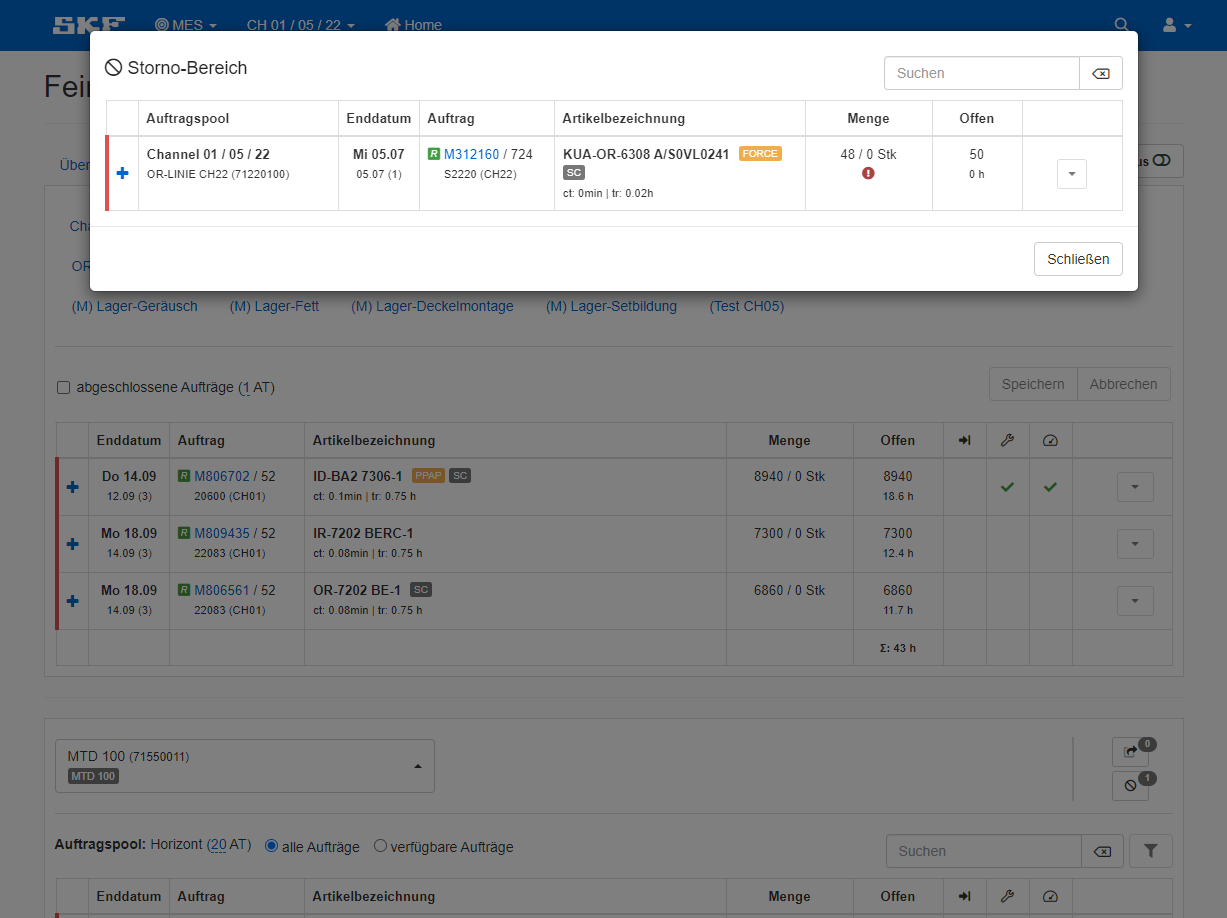 SKF MES CH 01 / 05 / 22 Home
Fei
Storno-Bereich
Suchen
Auftragspool Enddatum Auftrag Artikelbezeichnung Menge Offen
Channel 01 / 05 / 22 Mi 05.07 R M312160 / 724 KUA-OR-6308 A/S0VL0241 FORCE 48 / 0 Stk 50
OR-LINIE CH22 (71220100) 05.07 (1) S2220 (CH22) SC 0 h
ct: 0min | tr: 0.02h
Schließen
Über
us
Cha
OR
(M) Lager-Geräusch (M) Lager-Fett (M) Lager-Deckelmontage (M) Lager-Setbildung (Test CH05)
abgeschlossene Aufträge (1 AT)
Speichern Abbrechen
Enddatum Auftrag Artikelbezeichnung Menge Offen
Do 14.09 R M806702 / 52 ID-BA2 7306-1 PPAP SC 8940 / 0 Stk 8940
12.09 (3) 20600 (CH01) ct: 0.1min | tr: 0.75 h 18.6 h
Mo 18.09 R M809435 / 52 IR-7202 BERC-1 7300 / 0 Stk 7300
14.09 (3) 22083 (CH01) ct: 0.08min | tr: 0.75 h 12.4 h
Mo 18.09 R M806561 / 52 OR-7202 BE-1 SC 6860 / 0 Stk 6860
14.09 (3) 22083 (CH01) ct: 0.08min | tr: 0.75 h 11.7 h
Σ: 43 h
MTD 100 (71550011)
MTD 100
0
1
Auftragspool: Horizont (20 AT) alle Aufträge verfügbare Aufträge
Suchen
Enddatum Auftrag Artikelbezeichnung Menge Offen